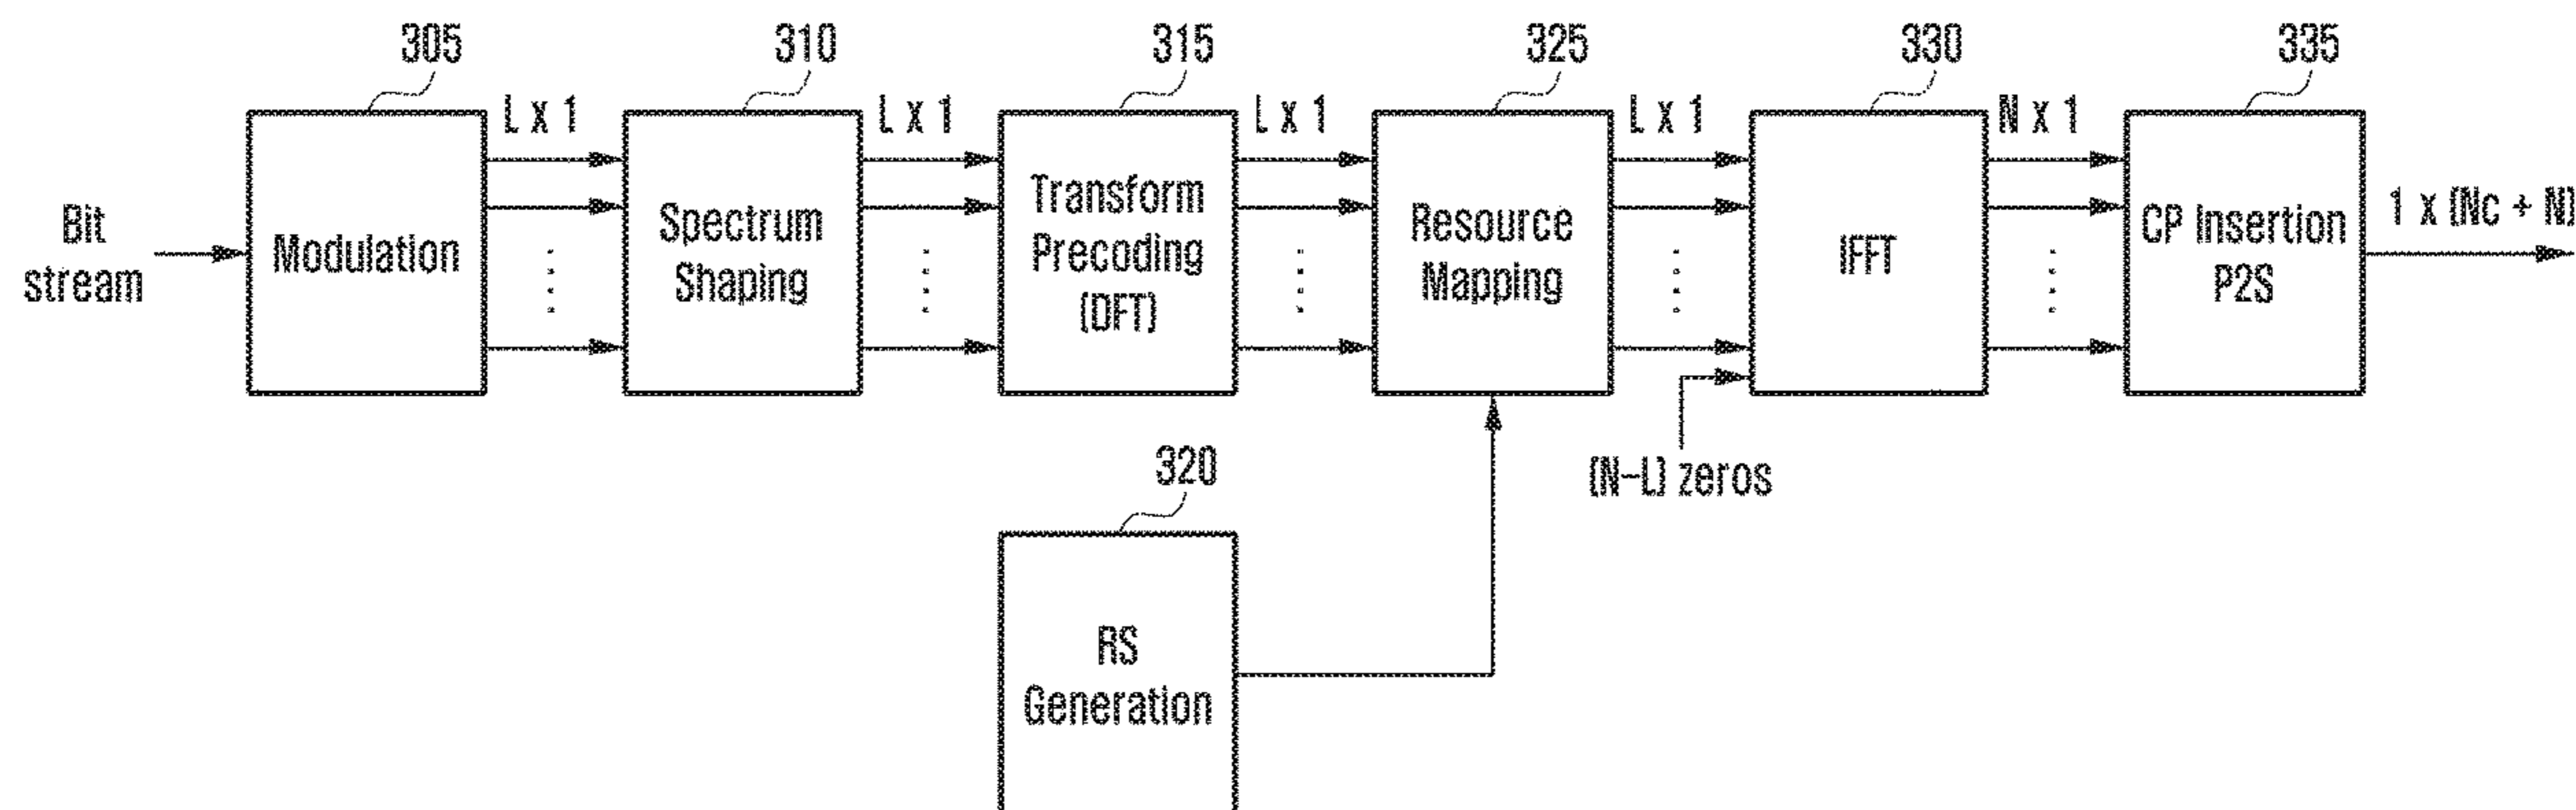 305
310
315
325
330
335
L x 1
L x 1
L x 1
L x 1
N x 1
Bit
stream
Modulation
Spectrum
Shaping
Transform
Precoding
(DFT)
Resource
Mapping
IFFT
CP Insertion
P2S
1 x (Nc + N)
(N-L) zeros
320
RS
Generation